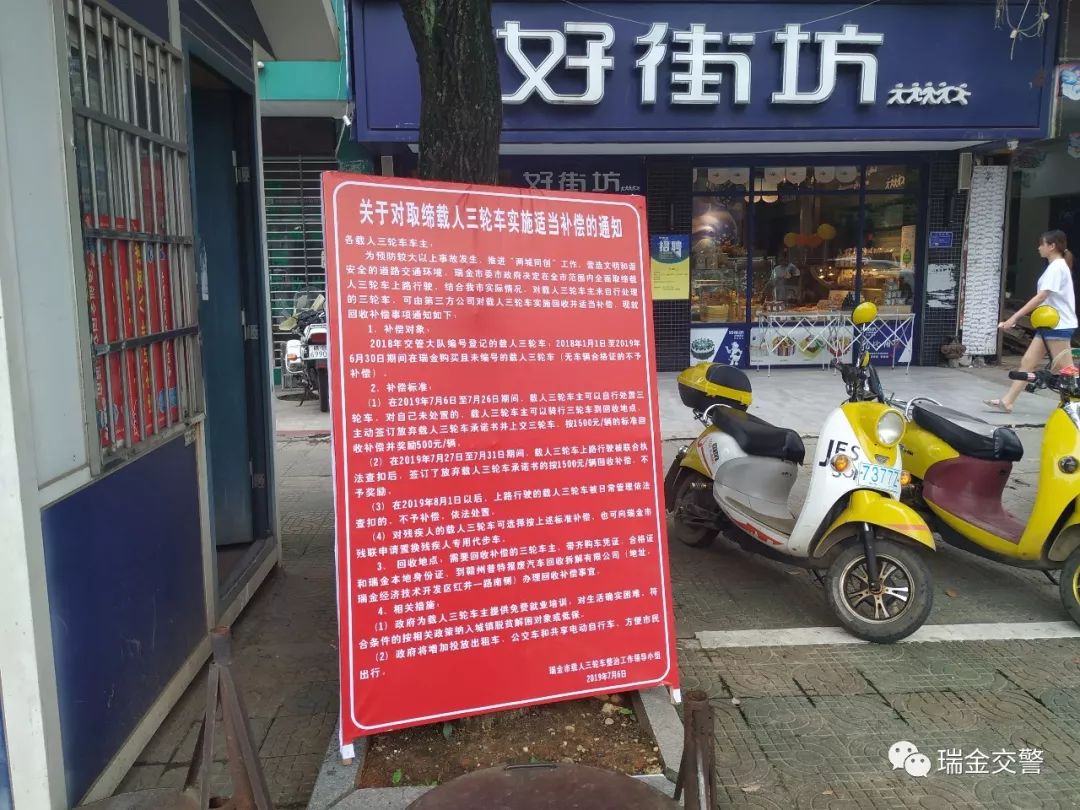 好街坊
好街坊
招聘
关于对取缔载人三轮车实施适当补偿的通知
各载人三轮车车主：
为预防较大以上事故发生，推进“两城同创”工作，营造文明和谐
安全的道路交通环境，瑞金市委市政府决定在全市范围内全面取缔载
人三轮车上路行驶，结合我市实际情况，对载人三轮车主未自行处理
的三轮车，可由第三方公司对载人三轮车实施回收并适当补偿，现就
回收补偿事项通知如下：
1．补偿对象：
2018年交管大队编号登记的载人三轮车；2018年1月1日至2019年
6月30日期间在瑞金购买且未编号的载人三轮车（无车辆合格证的不予
补偿）。
2．补偿标准：
（1）在2019年7月6日至7月26日期间，载人三轮车主可以自行处置三
轮车，对自己未处置的，载人三轮车主可以骑行三轮车到回收地点，
主动签订放弃载人三轮车承诺书并上交三轮车，按1500元/辆的标准回
收补偿并奖励500元/辆。
（2）在2019年7月27日至7月31日期间，载人三轮车上路行驶被联合执
法查扣后，签订了放弃载人三轮车承诺书的按1500元/辆回收补偿，不
予奖励。
（3）在2019年8月1日以后，上路行驶的载人三轮车被日常管理依法
查扣的，不予补偿，依法处置。
（4）对残疾人的载人三轮车可选择按上述标准补偿，也可向瑞金市
残联申请置换残疾人专用代步车。
3．回收地点：需要回收补偿的三轮车主，带齐购车凭证、合格证
和瑞金本地身份证，到赣州普特报废汽车回收拆解有限公司（地址：
瑞金经济技术开发区红井一路南侧）办理回收补偿事宜。
4．相关措施：
（1）政府为载人三轮车主提供免费就业培训，对生活确实困难、符
合条件的按相关政策纳入城镇脱贫解困对象或低保。
（2）政府将增加投放出租车、公交车和共享电动自行车，方便市民
出行。
瑞金市载人三轮车整治工作领导小组
2019年7月6日
JES
7377Z
6990
瑞金交警